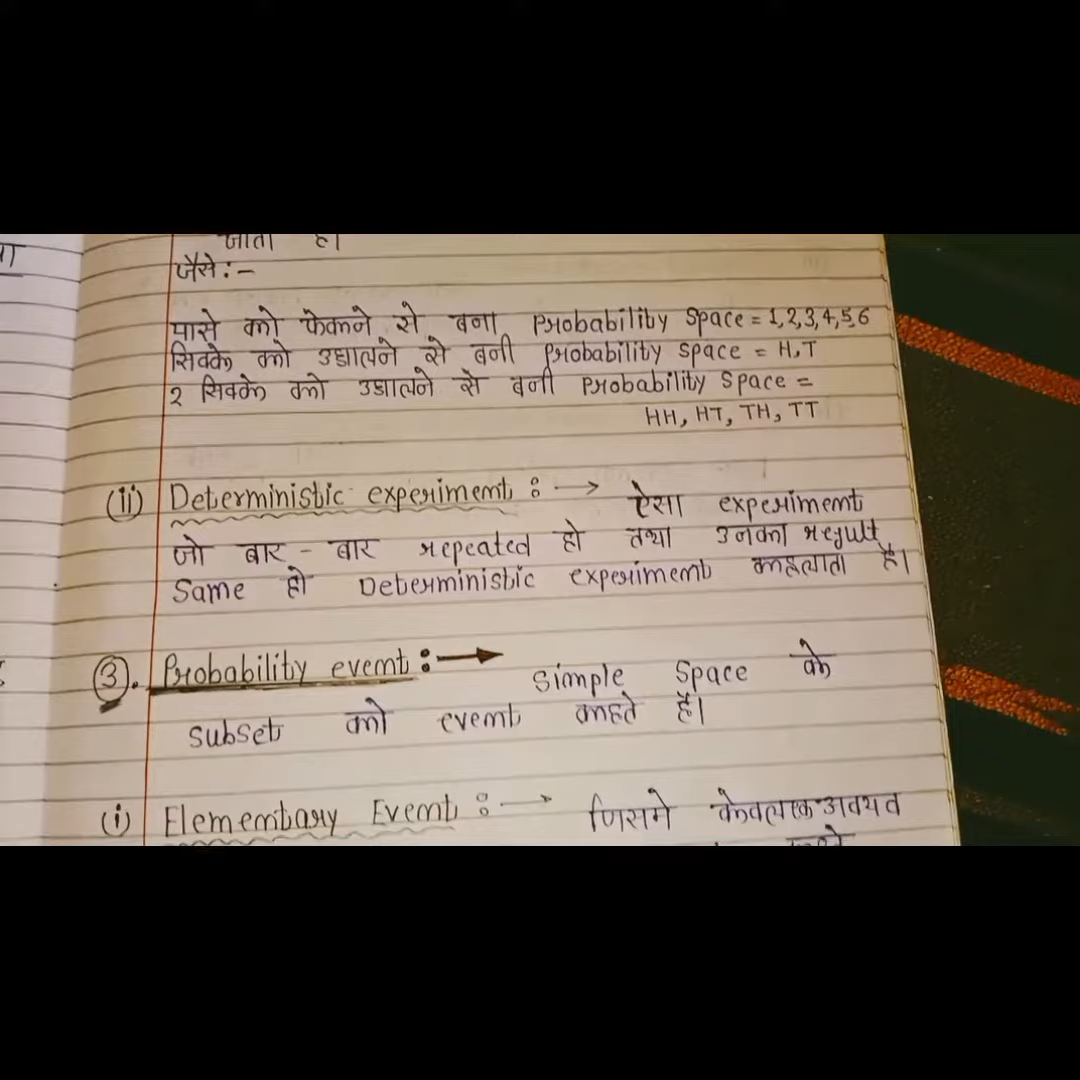 या
जाता है।
जैसे :-
पासे को फेकने से बना Probability Space = 1,2,3,4,5,6
सिक्के को उछालने से बनी Probability space = H,T
2 सिक्के को उछालने से बनी Probability Space =
HH, HT, TH, TT
(ii) Deterministic experiment : → ऐसा experiment
जो बार - बार repeated हो तथा उनका result
Same हो Deterministic experiment कहलाता है।
③. Probability event : → Simple Space के
subset को event कहते हैं।
(i) Elementary Event : → जिसमे केवल एक अवयव